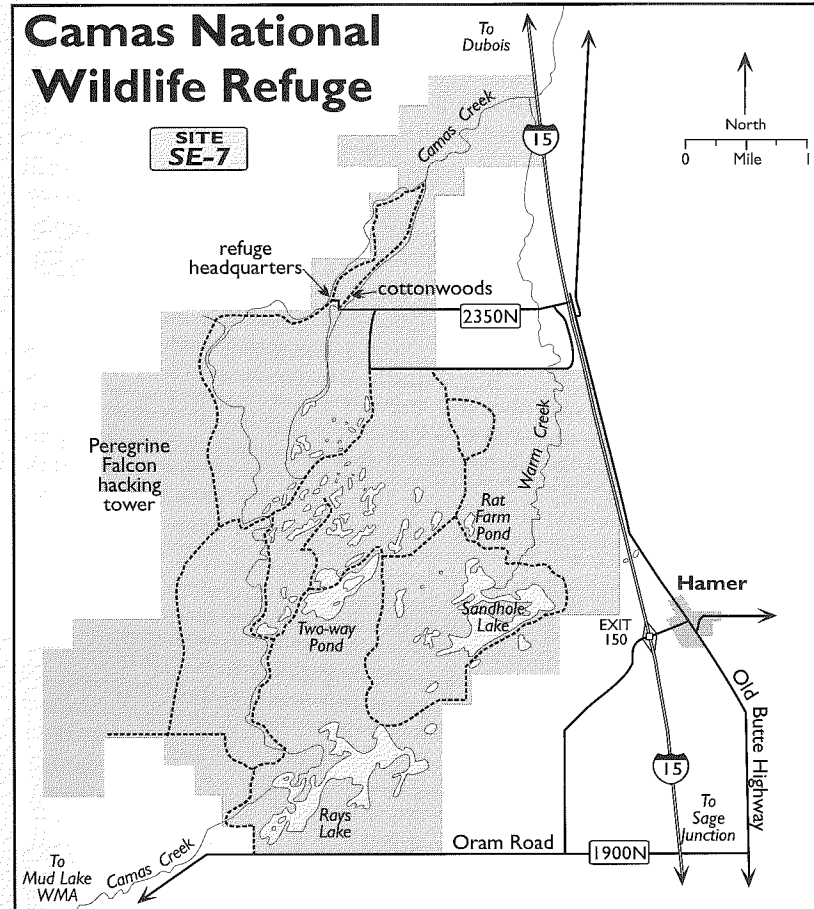 Camas National
Wildlife Refuge
SITE
SE-7
To
Dubois
North
0 Mile 1
15
Camas Creek
refuge
headquarters
cottonwoods
2350N
Peregrine
Falcon
hacking
tower
Warm Creek
Rat
Farm
Pond
Two-way
Pond
Sandhole
Lake
Hamer
EXIT
150
Old Butte Highway
15
To
Sage
Junction
Rays
Lake
Oram Road
1900N
To
Mud Lake
WMA
Camas Creek